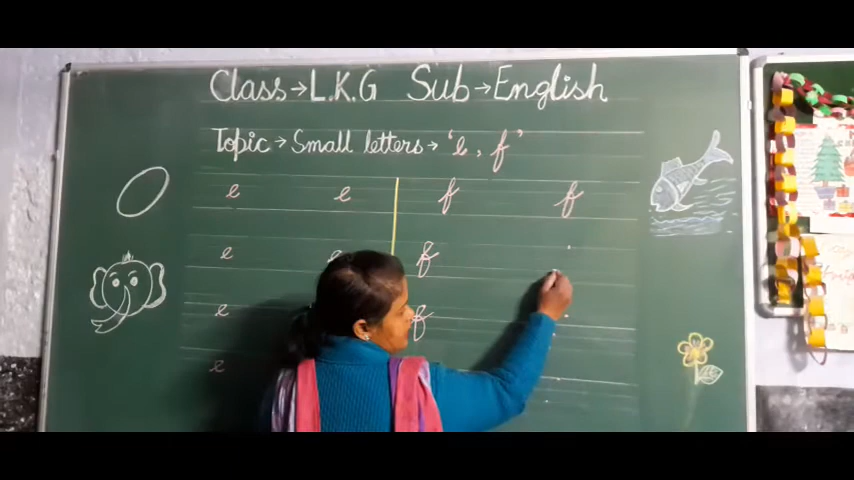 Class→L.K.G Sub→English
Topic→ Small letters→ 'e, f'
e e f f
e e f
e f
e